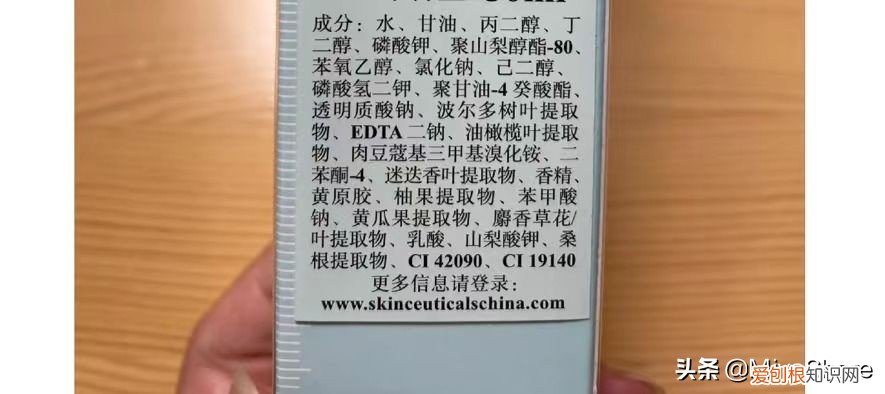 成分：水、甘油、丙二醇、丁
二醇、磷酸钾、聚山梨醇酯-80、
苯氧乙醇、氯化钠、己二醇、
磷酸氢二钾、聚甘油-4 癸酸酯、
透明质酸钠、波尔多树叶提取
物、EDTA 二钠、油橄榄叶提取
物、肉豆蔻基三甲基溴化铵、二
苯酮-4、迷迭香叶提取物、香精、
黄原胶、柚果提取物、苯甲酸
钠、黄瓜果提取物、麝香草花/
叶提取物、乳酸、山梨酸钾、桑
根提取物、CI 42090、CI 19140
更多信息请登录：
www.skinceuticalschina.com
头条
爱创根知识网